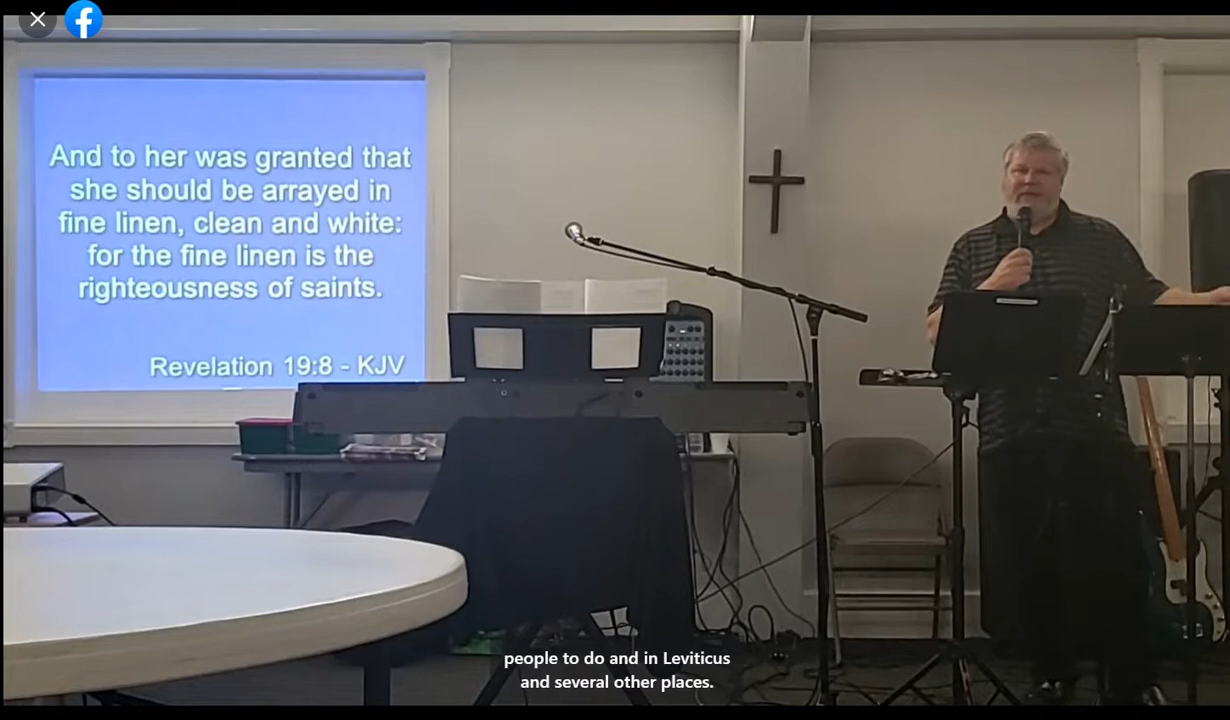 And to her was granted that
she should be arrayed in
fine linen, clean and white:
for the fine linen is the
righteousness of saints.
Revelation 19:8 - KJV
people to do and in Leviticus
and several other places.